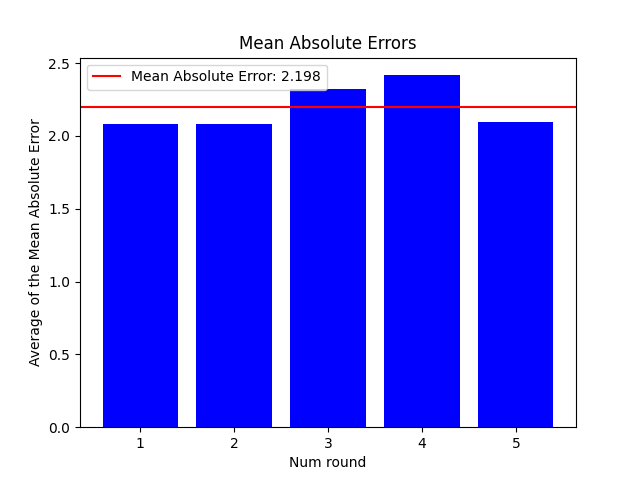 Mean Absolute Errors
Mean Absolute Error: 2.198
Average of the Mean Absolute Error
2.5
2.0
1.5
1.0
0.5
0.0
1 2 3 4 5
Num round